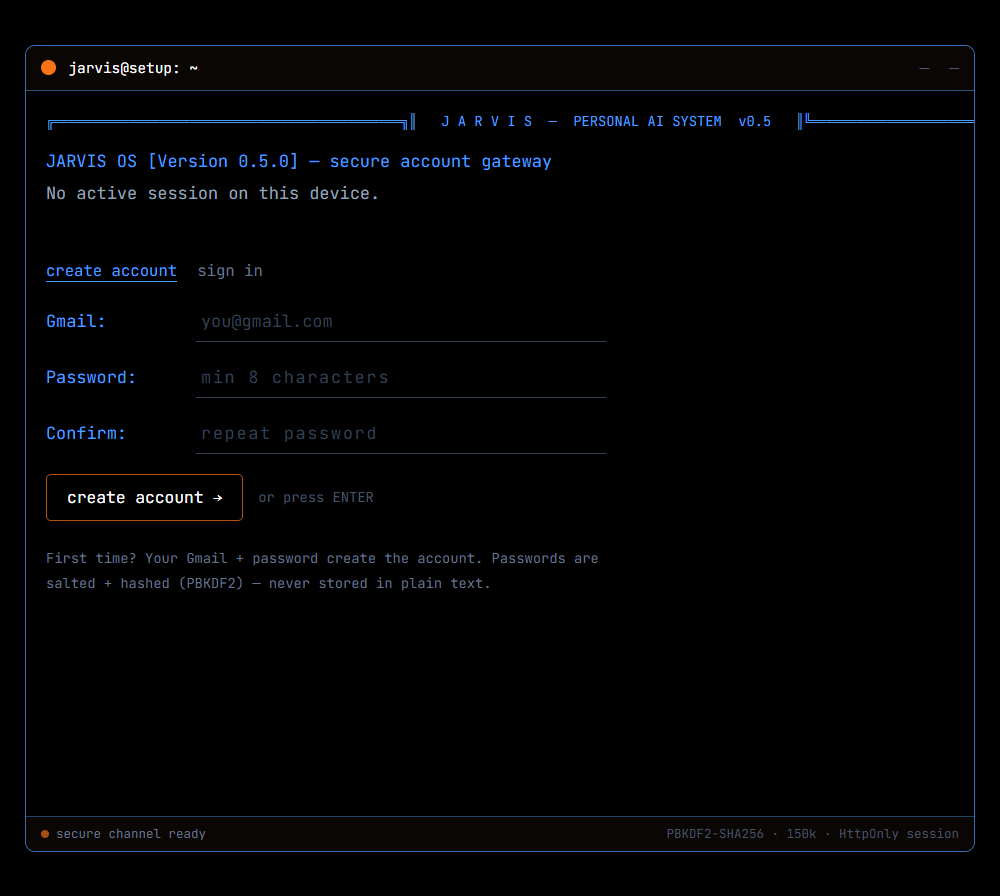 jarvis@setup: ~
╔═══════════════════════════════════════════╗║ J A R V I S — PERSONAL AI SYSTEM v0.5 ║╚═══════════════════
JARVIS OS [Version 0.5.0] — secure account gateway
No active session on this device.
create account sign in
Gmail: you@gmail.com
Password: min 8 characters
Confirm: repeat password
create account → or press ENTER
First time? Your Gmail + password create the account. Passwords are
salted + hashed (PBKDF2) — never stored in plain text.
secure channel ready PBKDF2-SHA256 · 150k · HttpOnly session